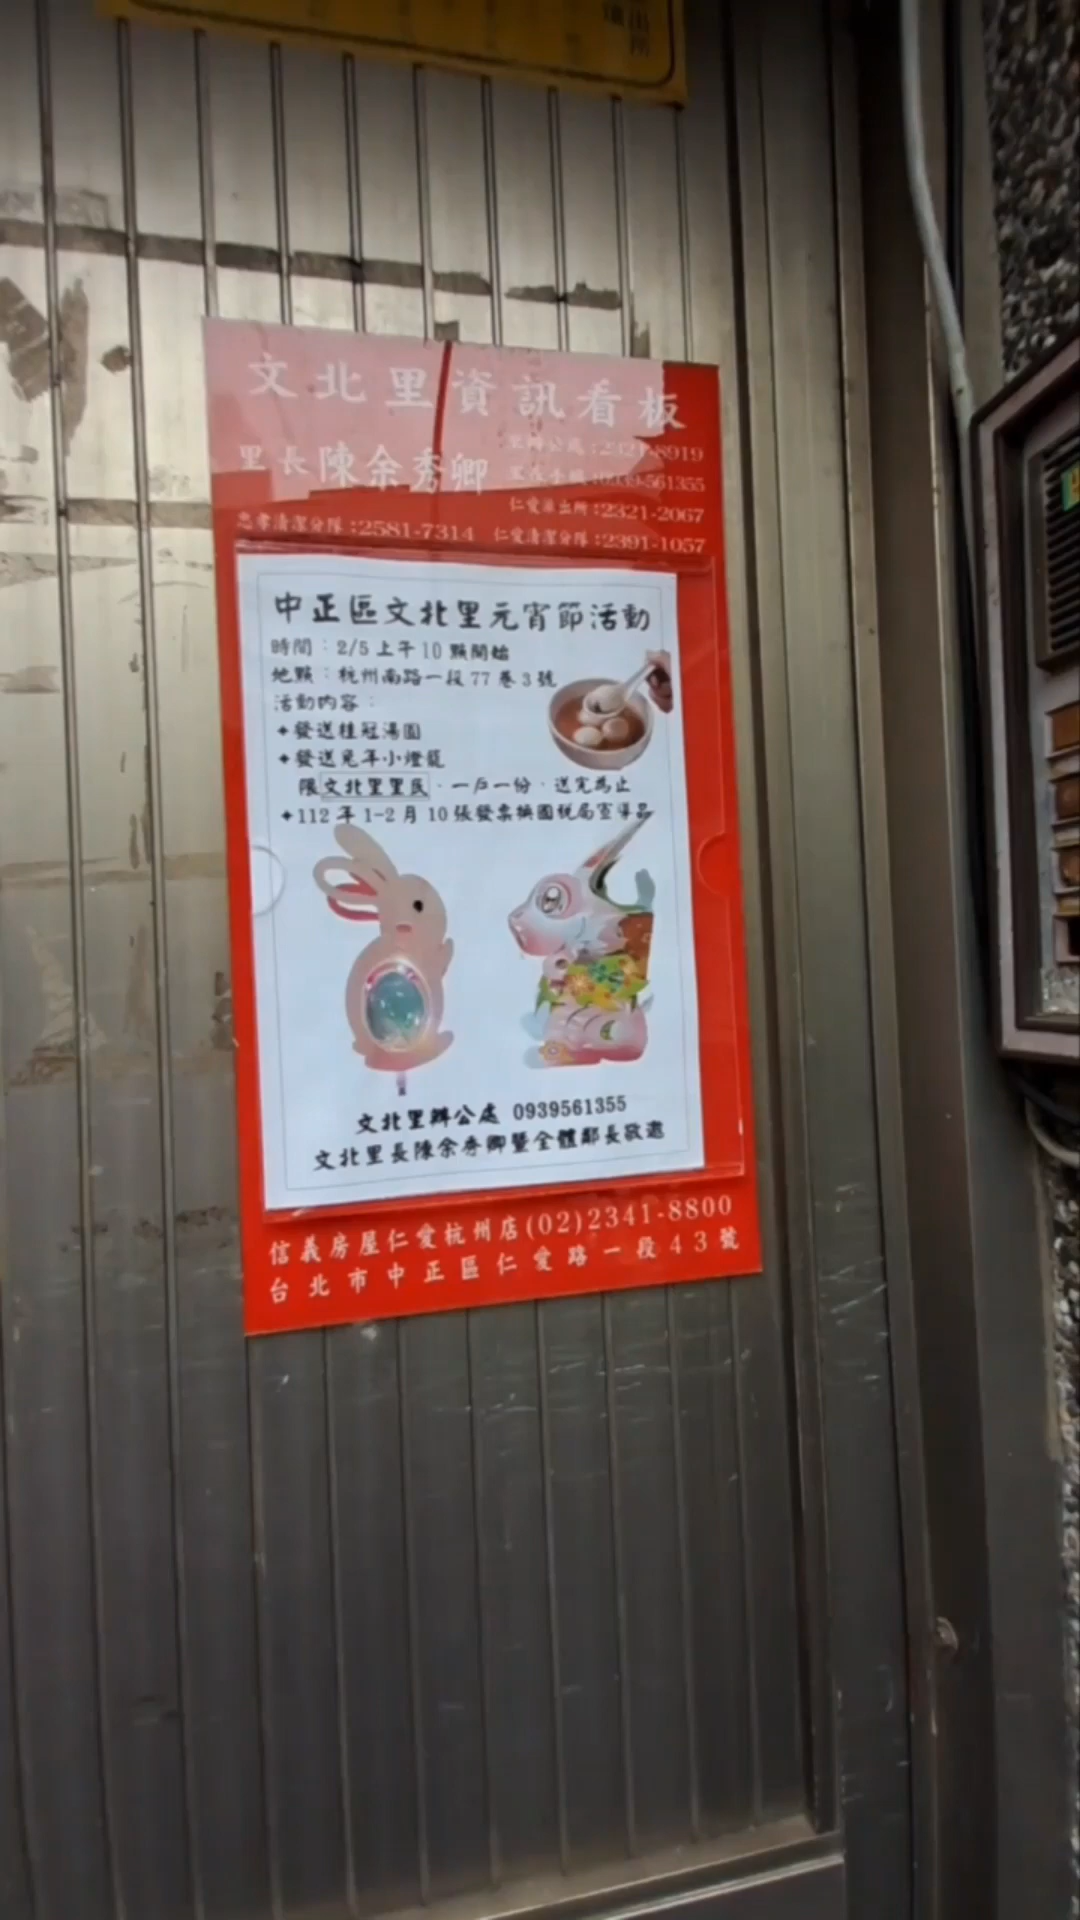 文北里資訊看板
里長陳余秀卿
里辦公處:2321-8919
0939-561355
仁愛派出所:2321-2067
忠孝清潔分隊:2581-7314 仁愛清潔分隊:2391-1057
中正區文北里元宵節活動
時間：2/5上午10點開始
地點：杭州南路一段77巷3號
活動內容：
✦發送桂冠湯圓
✦發送兔年小燈籠
限文北里里民，一戶一份，送完為止
✦112年1-2月10張發票換國稅局宣導品
文北里辦公處 0939561355
文北里長陳余秀卿暨全體鄰長敬邀
信義房屋仁愛杭州店(02)2341-8800
台北市中正區仁愛路一段43號